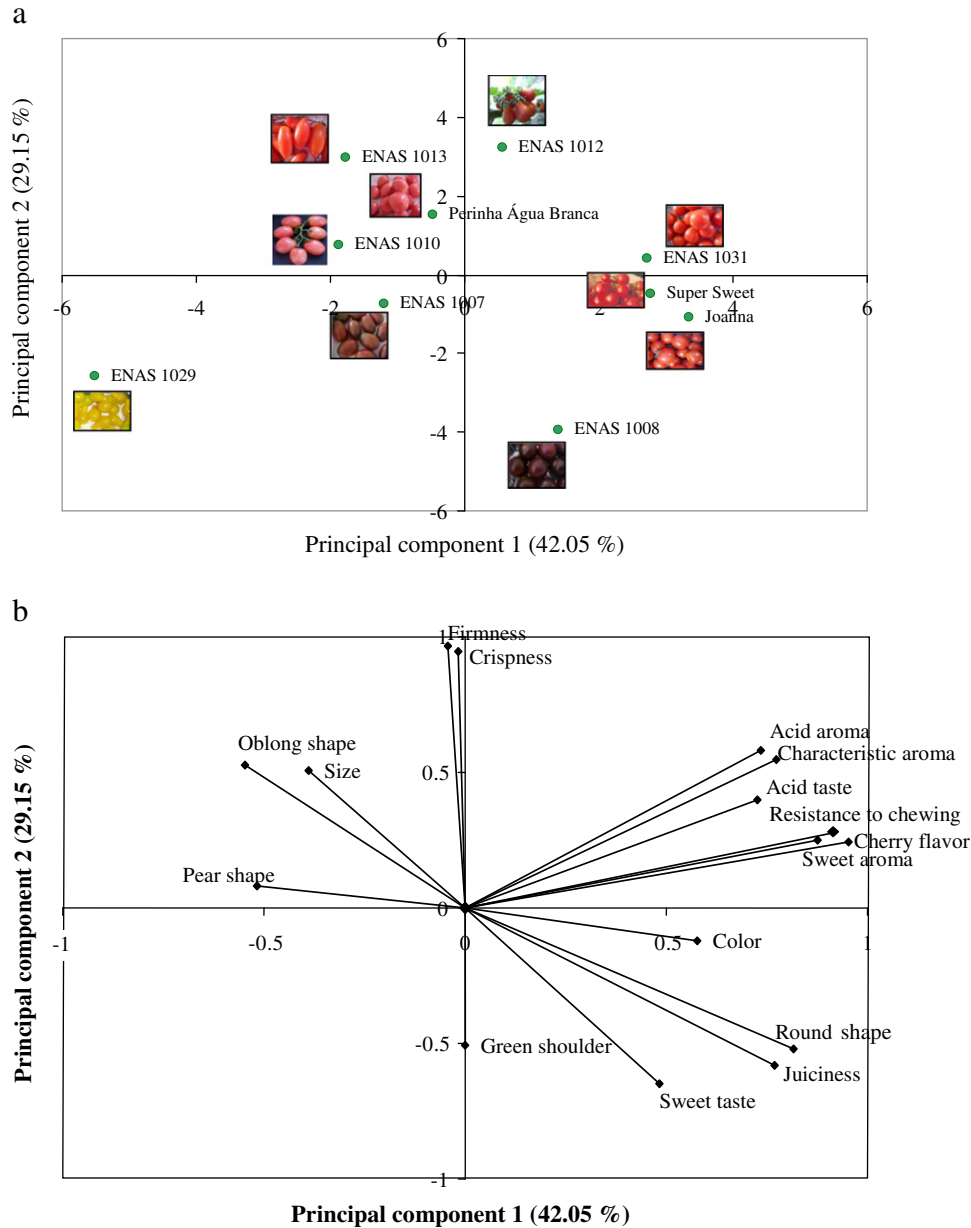 a
6
4
2
0
-2
-4
-6
-6
-4
-2
0
2
4
6
ENAS 1012
ENAS 1013
Perinha Água Branca
ENAS 1010
ENAS 1031
Super Sweet
ENAS 1007
Joanna
ENAS 1029
ENAS 1008
Principal component 2 (29.15 %)
Principal component 1 (42.05 %)
b
1
0.5
0
-0.5
-1
-1
-0.5
0
0.5
1
Firmness
Crispness
Acid aroma
Oblong shape
Characteristic aroma
Size
Acid taste
Resistance to chewing
Cherry flavor
Sweet aroma
Pear shape
Color
Round shape
Green shoulder
Juiciness
Sweet taste
Principal component 2 (29.15 %)
Principal component 1 (42.05 %)